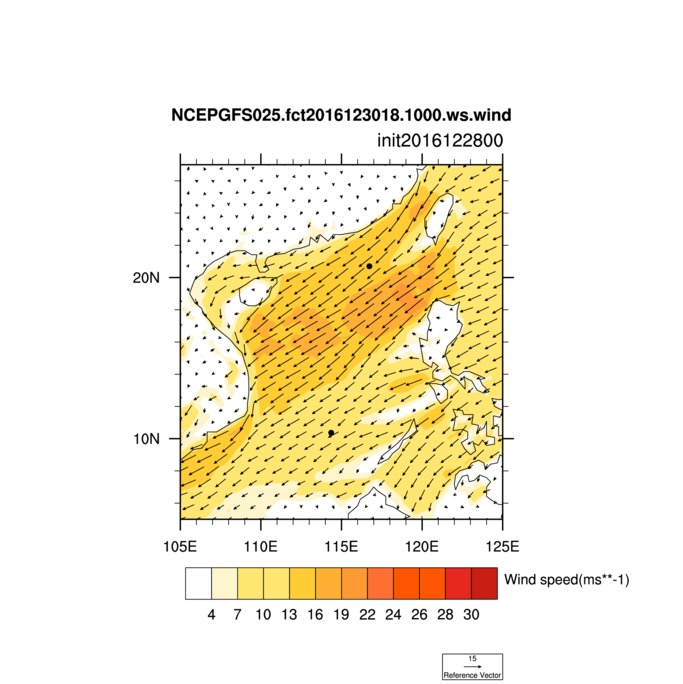 NCEPGFS025.fct2016123018.1000.ws.wind
init2016122800
20N
10N
105E 110E 115E 120E 125E
Wind speed(ms**-1)
4 7 10 13 16 19 22 24 26 28 30
15
Reference Vector